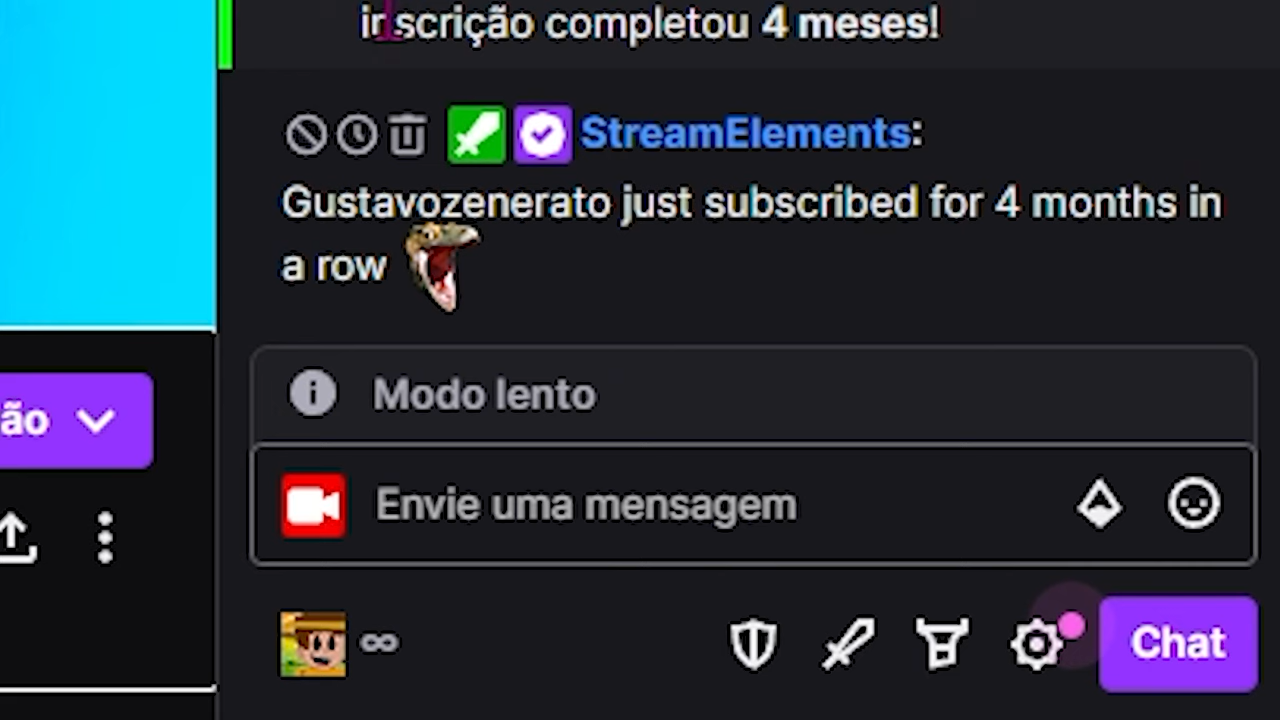 inscrição completou 4 meses!
StreamElements:
Gustavozenerato just subscribed for 4 months in
a row
ão
Modo lento
Envie uma mensagem
∞
Chat